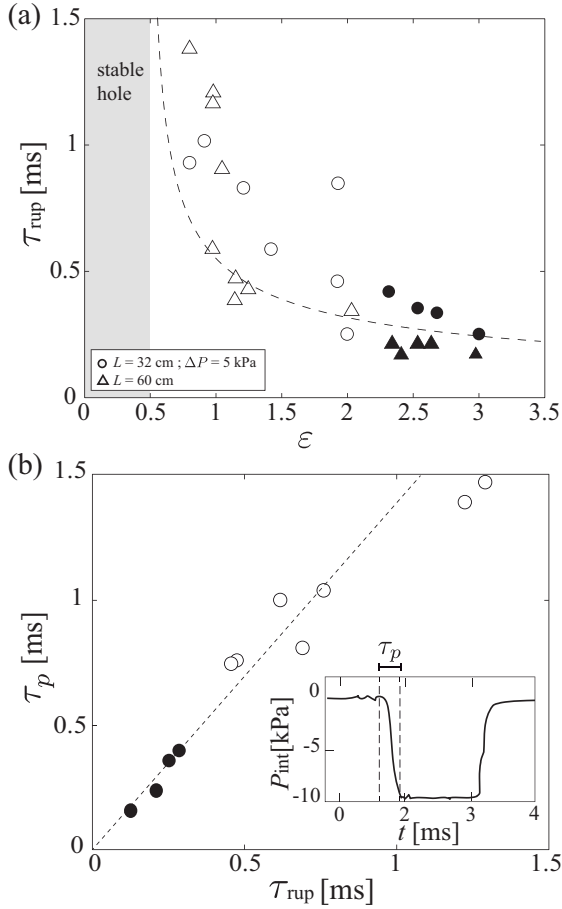 (a)
1.5
1
0.5
0
τrup [ms]
stable
hole
L = 32 cm ; ΔP = 5 kPa
L = 60 cm
0 0.5 1 1.5 2 2.5 3 3.5
ε
(b)
1.5
1
0.5
0
τp [ms]
τp
0
-5
-10
Pint[kPa]
0 2 3 4
t [ms]
0 0.5 1 1.5
τrup [ms]